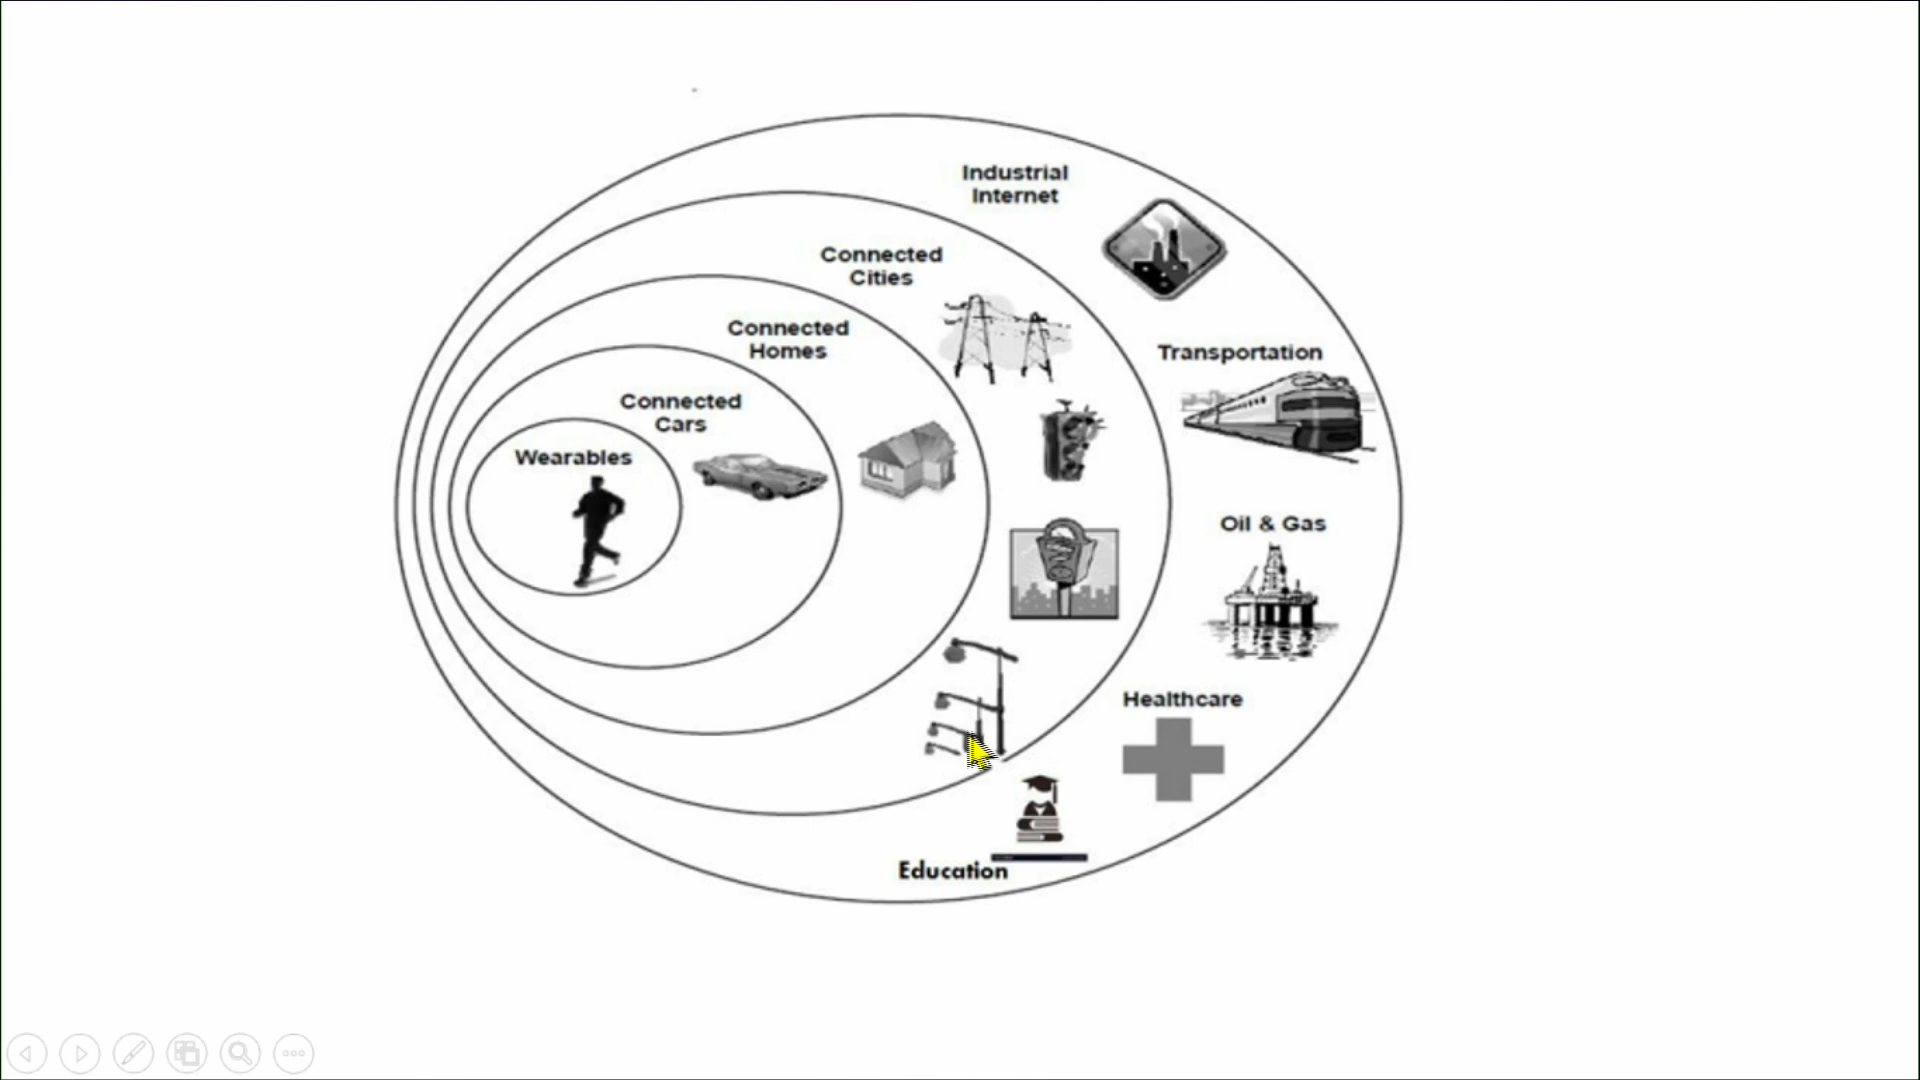 Industrial
Internet
Connected
Cities
Connected
Homes
Transportation
Connected
Cars
Wearables
Oil & Gas
Healthcare
Education